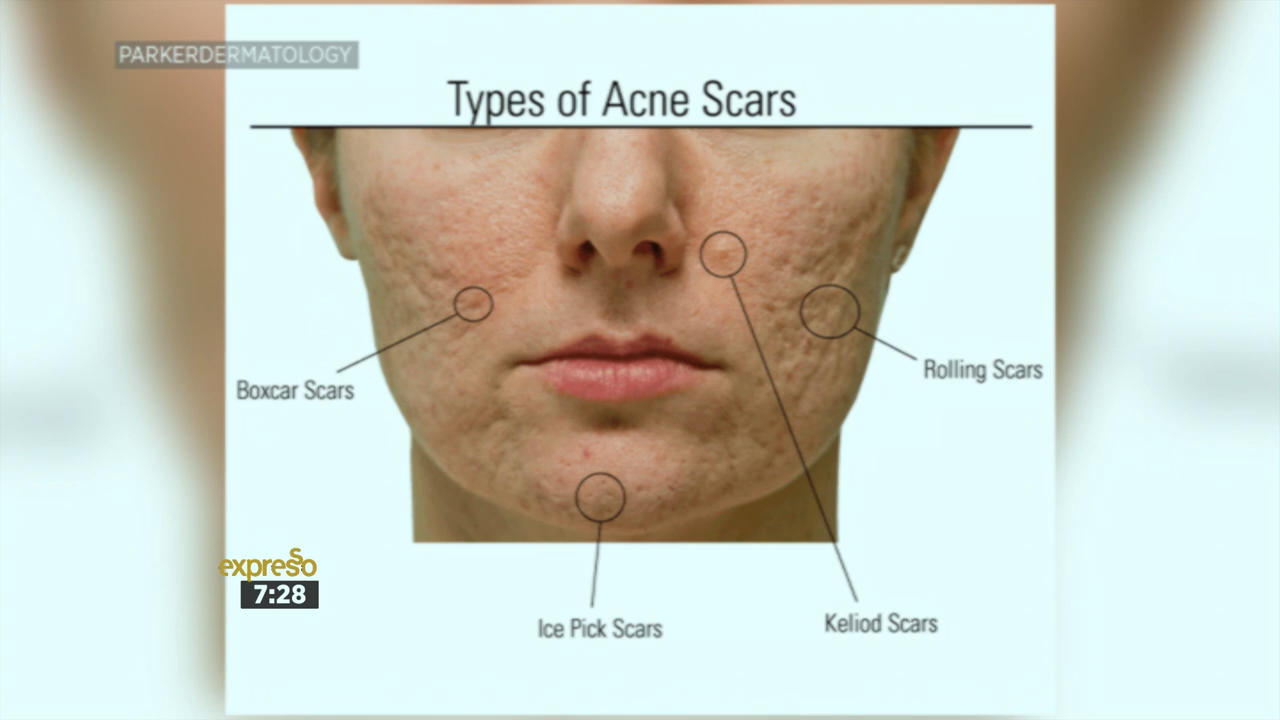 PARKERDERMATOLOGY
Types of Acne Scars
Boxcar Scars
Rolling Scars
Ice Pick Scars
Keliod Scars
expresso
7:28